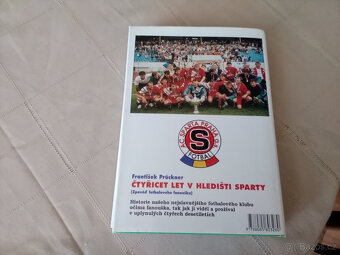 AC SPARTA PRAHA
S
FOTBAL
František Prückner
ČTYŘICET LET V HLEDIŠTI SPARTY
(Zpověď fotbalového fanouška)
Historie našeho nejslavnějšího fotbalového klubu
očima fanouška, tak jak ji viděl a prožíval
v uplynulých čtyřech desetiletích